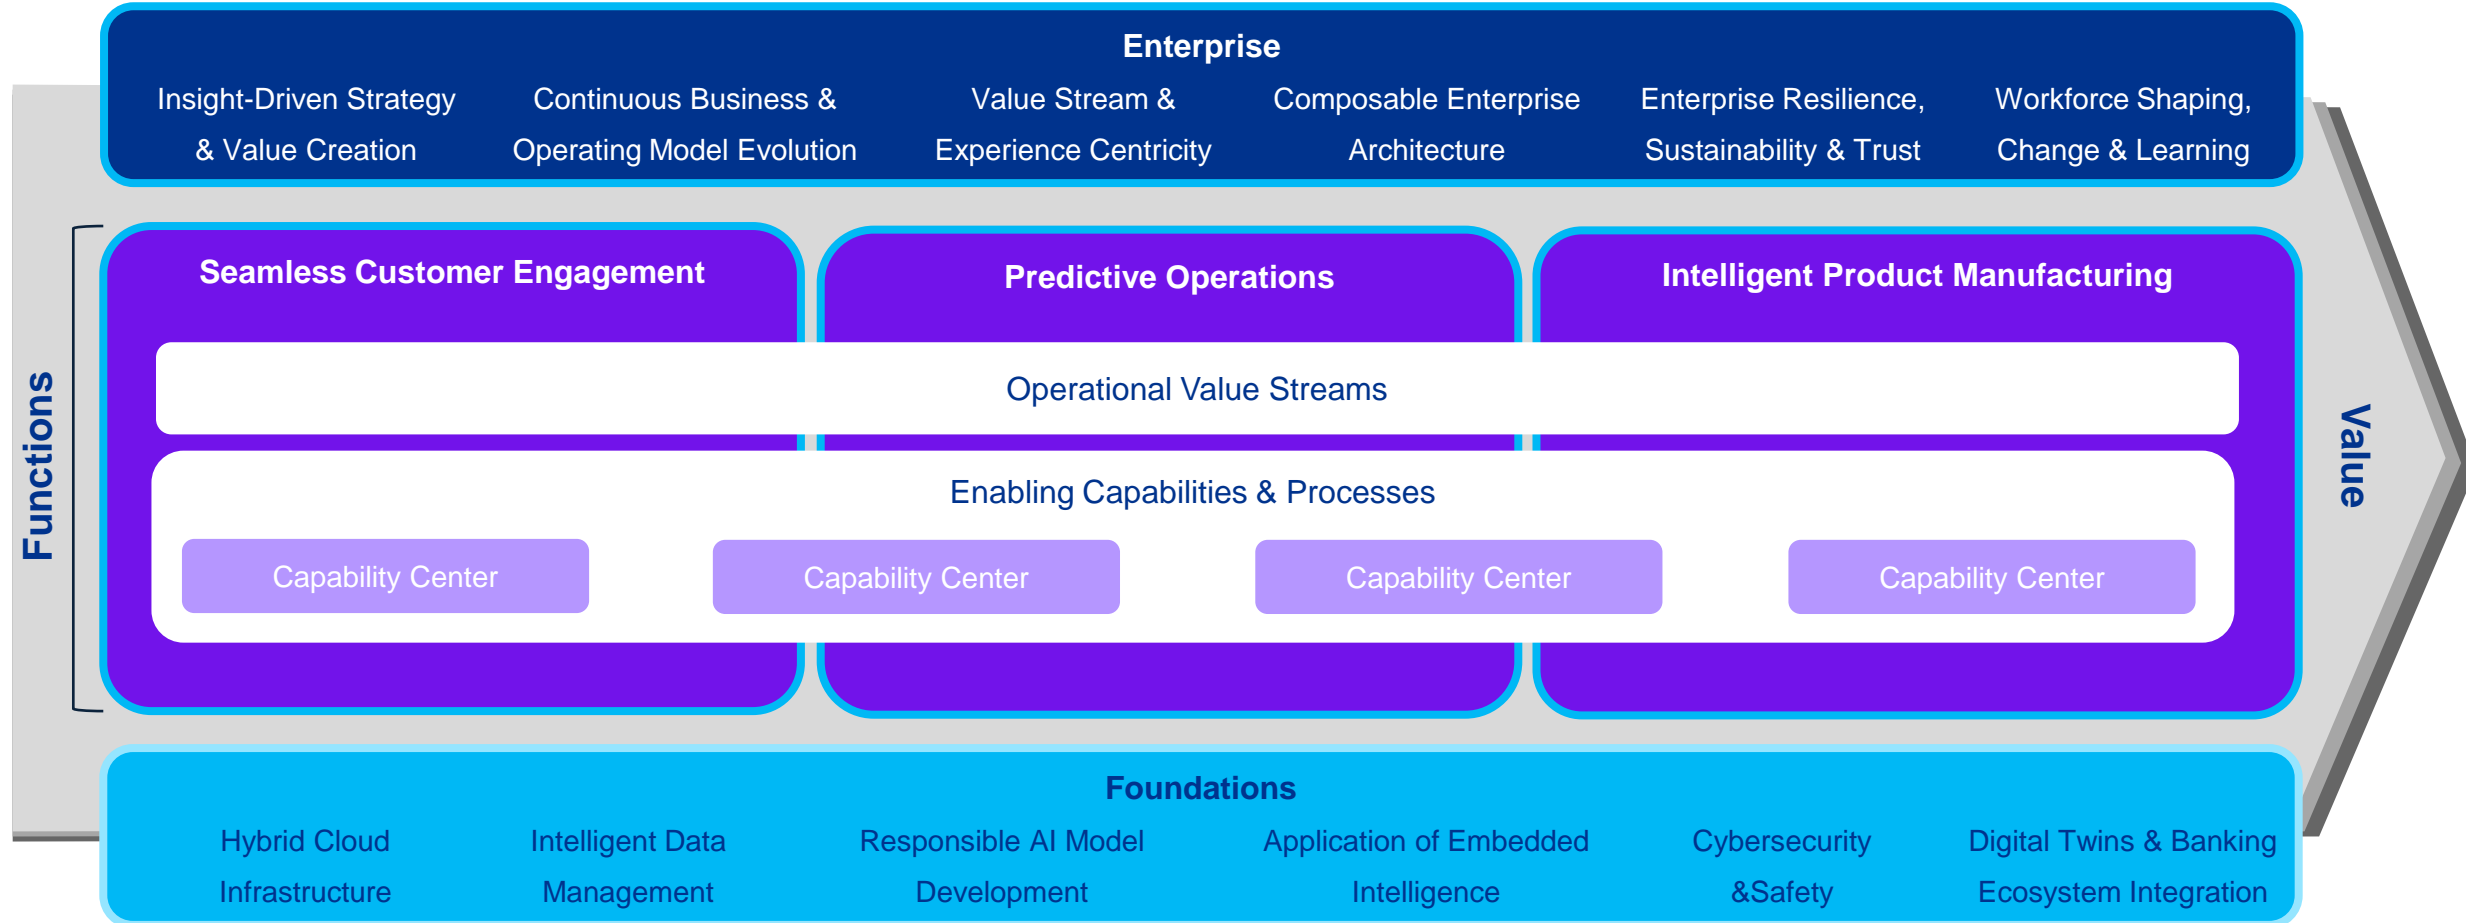 Enterprise
Insight-Driven Strategy
& Value Creation
Continuous Business &
Operating Model Evolution
Value Stream &
Experience Centricity
Composable Enterprise
Architecture
Enterprise Resilience,
Sustainability & Trust
Workforce Shaping,
Change & Learning
Functions
Seamless Customer Engagement
Predictive Operations
Intelligent Product Manufacturing
Operational Value Streams
Enabling Capabilities & Processes
Capability Center
Capability Center
Capability Center
Capability Center
Value
Foundations
Hybrid Cloud
Infrastructure
Intelligent Data
Management
Responsible AI Model
Development
Application of Embedded
Intelligence
Cybersecurity
&Safety
Digital Twins & Banking
Ecosystem Integration